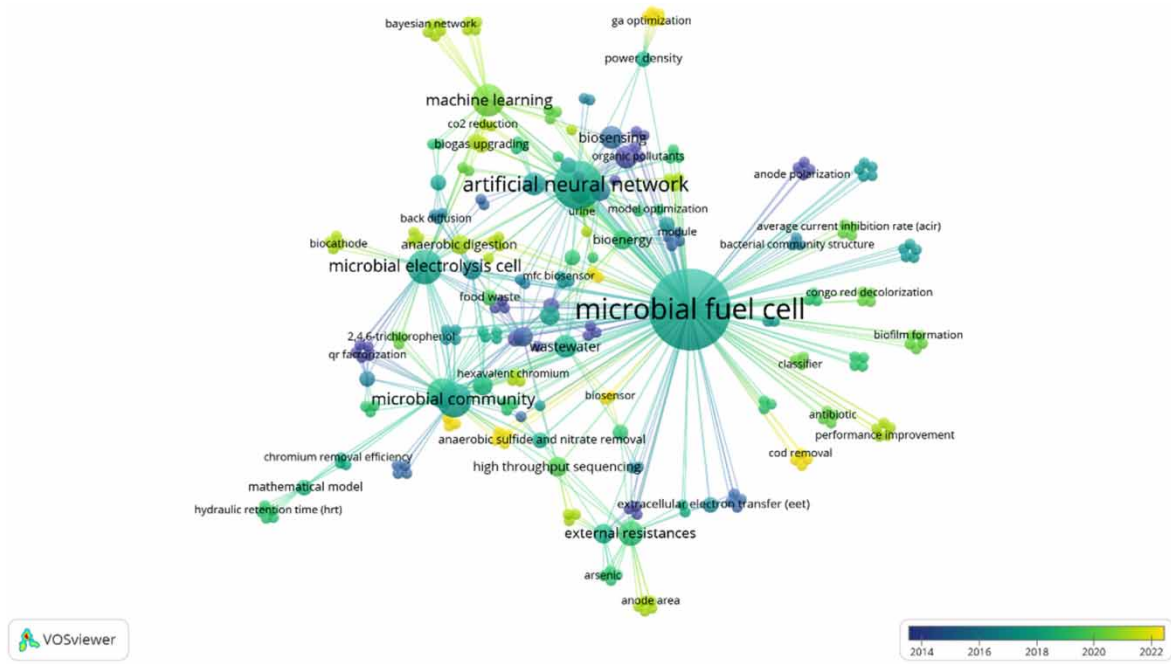 ga optimization
bayesian network
power density
machine learning
co2 reduction
biosensing
biogas upgrading
organic pollutants
anode polarization
artificial neural network
urine
model optimization
back diffusion
average current inhibition rate (acir)
module
bioenergy
biocathode
anaerobic digestion
bacterial community structure
microbial electrolysis cell
mfc biosensor
food waste
congo red decolorization
microbial fuel cell
2,4,6-trichlorophenol
biofilm formation
wastewater
qr factorization
classifier
hexavalent chromium
microbial community
biosensor
antibiotic
anaerobic sulfide and nitrate removal
performance improvement
cod removal
chromium removal efficiency
high throughput sequencing
mathematical model
extracellular electron transfer (eet)
hydraulic retention time (hrt)
external resistances
arsenic
anode area
VOSviewer
2014 2016 2018 2020 2022